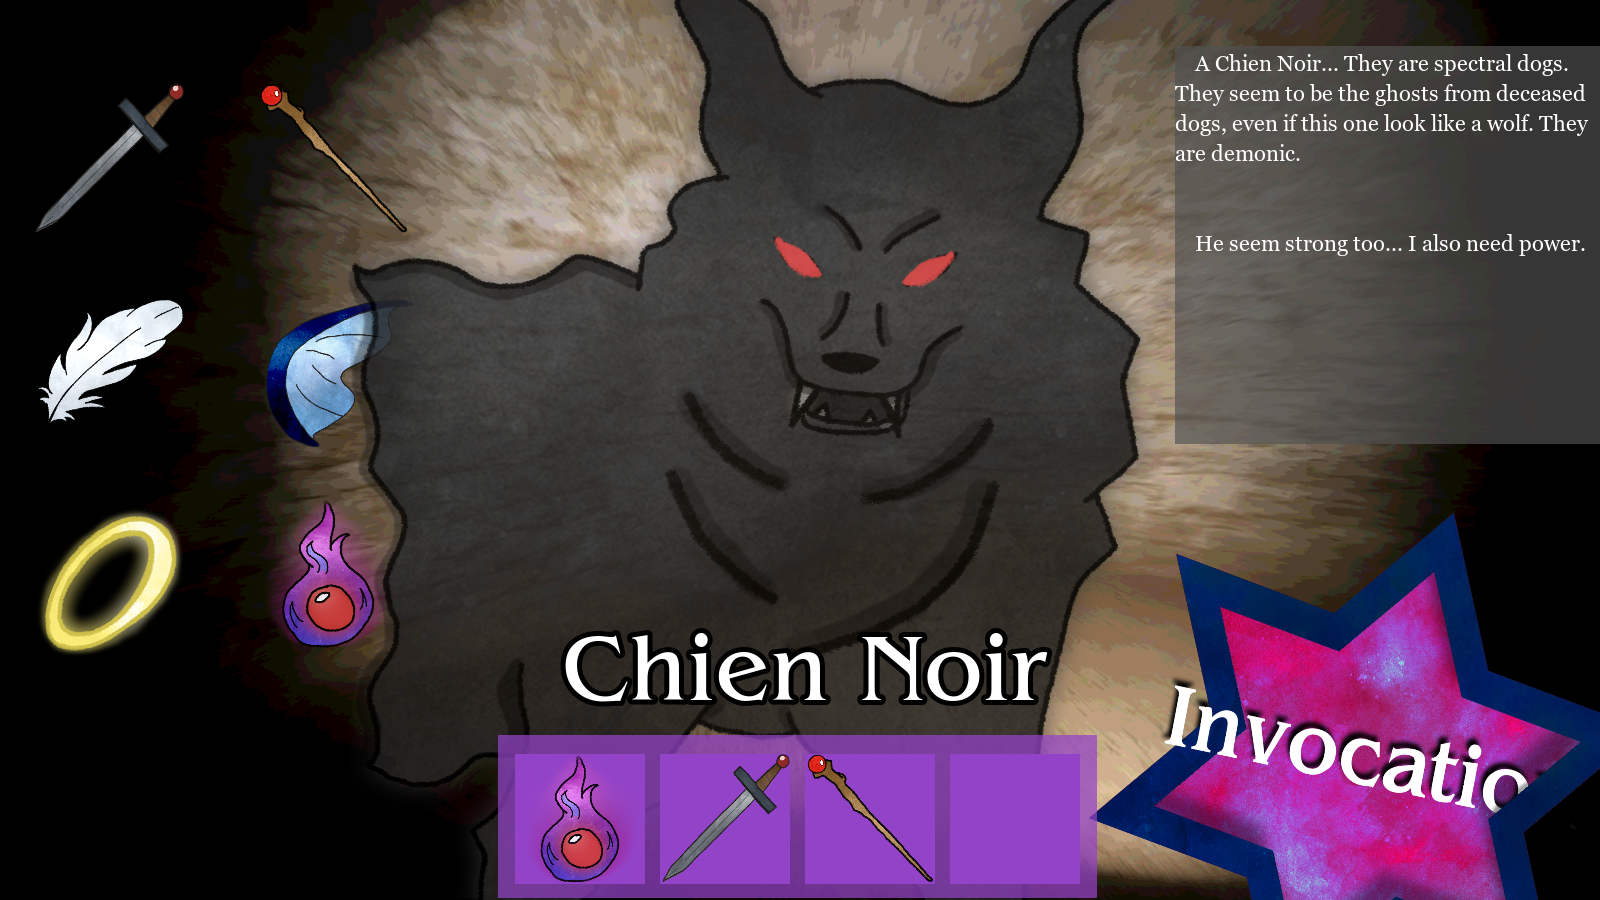 A Chien Noir... They are spectral dogs.
They seem to be the ghosts from deceased
dogs, even if this one look like a wolf. They
are demonic.
He seem strong too... I also need power.
Chien Noir
Invocatio